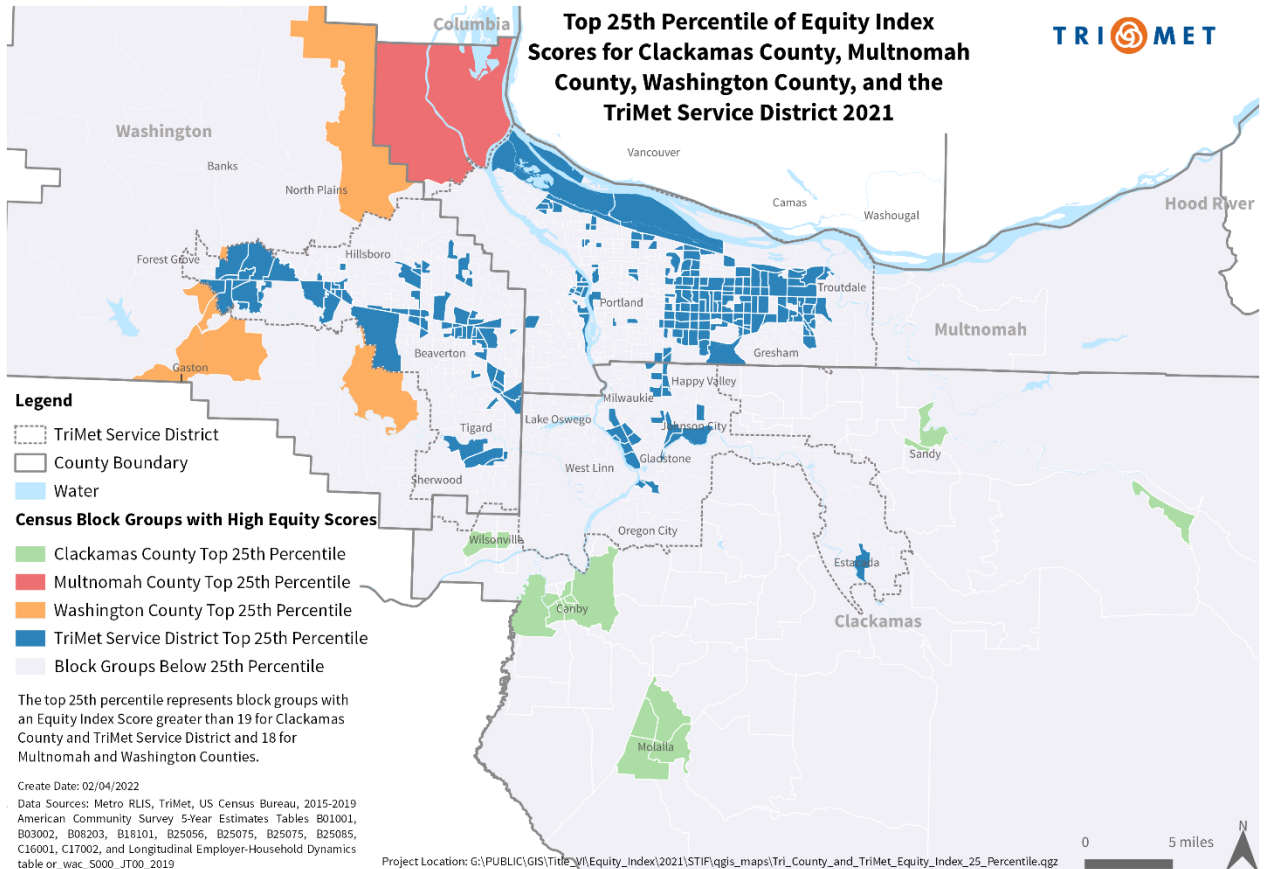 Top 25th Percentile of Equity Index
Scores for Clackamas County, Multnomah
County, Washington County, and the
TriMet Service District 2021
TRI MET
Columbia
Washington
Banks
North Plains
Vancouver
Camas
Washougal
Hood River
Forest Grove
Hillsboro
Portland
Troutdale
Multnomah
Gaston
Beaverton
Gresham
Happy Valley
Milwaukie
Lake Oswego
Tigard
Johnson City
Gladstone
West Linn
Sherwood
Sandy
Oregon City
Wilsonville
Estacada
Canby
Clackamas
Molalla
Legend
TriMet Service District
County Boundary
Water
Census Block Groups with High Equity Scores
Clackamas County Top 25th Percentile
Multnomah County Top 25th Percentile
Washington County Top 25th Percentile
TriMet Service District Top 25th Percentile
Block Groups Below 25th Percentile
The top 25th percentile represents block groups with
an Equity Index Score greater than 19 for Clackamas
County and TriMet Service District and 18 for
Multnomah and Washington Counties.
Create Date: 02/04/2022
Data Sources: Metro RLIS, TriMet, US Census Bureau, 2015-2019
American Community Survey 5-Year Estimates Tables B01001,
B03002, B08203, B18101, B25056, B25075, B25075, B25085,
C16001, C17002, and Longitudinal Employer-Household Dynamics
table or_wac_S000_JT00_2019
Project Location: G:\PUBLIC\GIS\Title_VI\Equity_Index\2021\STIF\qgis_maps\Tri_County_and_TriMet_Equity_Index_25_Percentile.qgz
0 5 miles
N